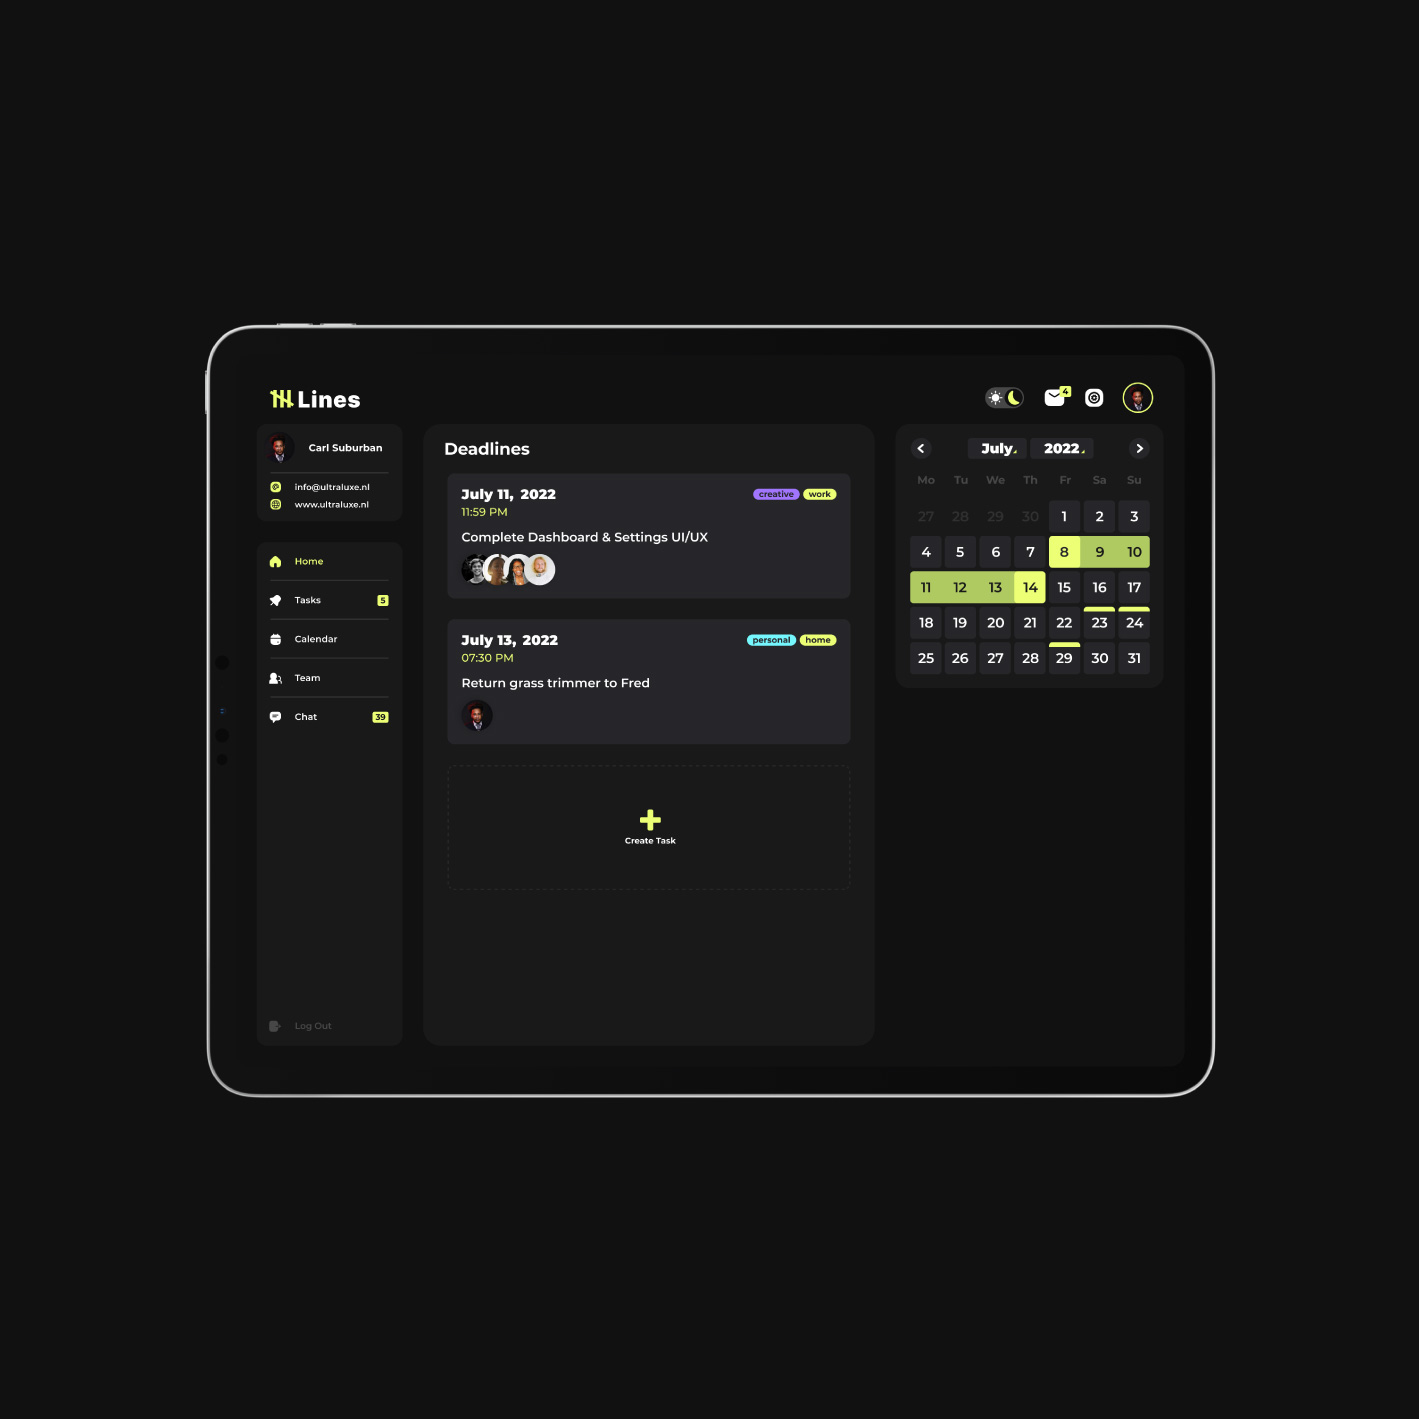 Lines
4
Carl Suburban
info@ultraluxe.nl
www.ultraluxe.nl
Home
Tasks 5
Calendar
Team
Chat 39
Log Out
Deadlines
July 11, 2022 creative work
11:59 PM
Complete Dashboard & Settings UI/UX
July 13, 2022 personal home
07:30 PM
Return grass trimmer to Fred
Create Task
July 2022
Mo Tu We Th Fr Sa Su
27 28 29 30 1 2 3
4 5 6 7 8 9 10
11 12 13 14 15 16 17
18 19 20 21 22 23 24
25 26 27 28 29 30 31